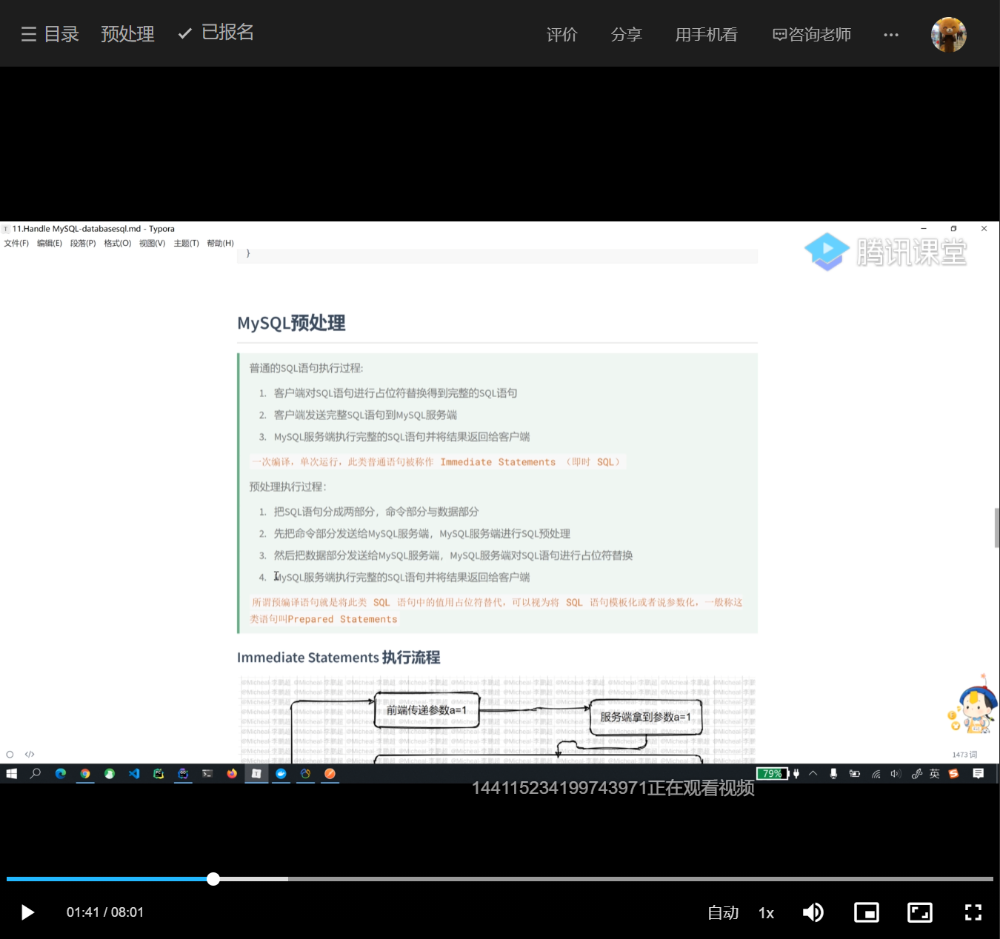 目录 预处理 已报名 评价 分享 用手机看 咨询老师
11.Handle MySQL-databasesql.md - Typora
文件(F) 编辑(E) 段落(P) 格式(O) 视图(V) 主题(T) 帮助(H)
}
腾讯课堂
MySQL预处理
普通的SQL语句执行过程:
1. 客户端对SQL语句进行占位符替换得到完整的SQL语句
2. 客户端发送完整SQL语句到MySQL服务端
3. MySQL服务端执行完整的SQL语句并将结果返回给客户端
一次编译，单次运行，此类普通语句被称作 Immediate Statements （即时 SQL）
预处理执行过程：
1. 把SQL语句分成两部分，命令部分与数据部分
2. 先把命令部分发送给MySQL服务端，MySQL服务端进行SQL预处理
3. 然后把数据部分发送给MySQL服务端，MySQL服务端对SQL语句进行占位符替换
4. MySQL服务端执行完整的SQL语句并将结果返回给客户端
所谓预编译语句就是将此类 SQL 语句中的值用占位符替代，可以视为将 SQL 语句模板化或者说参数化，一般称这
类语句叫Prepared Statements
Immediate Statements 执行流程
前端传递参数a=1
服务端拿到参数a=1
1473 词
79% 英
144115234199743971正在观看视频
01:41 / 08:01 自动 1x